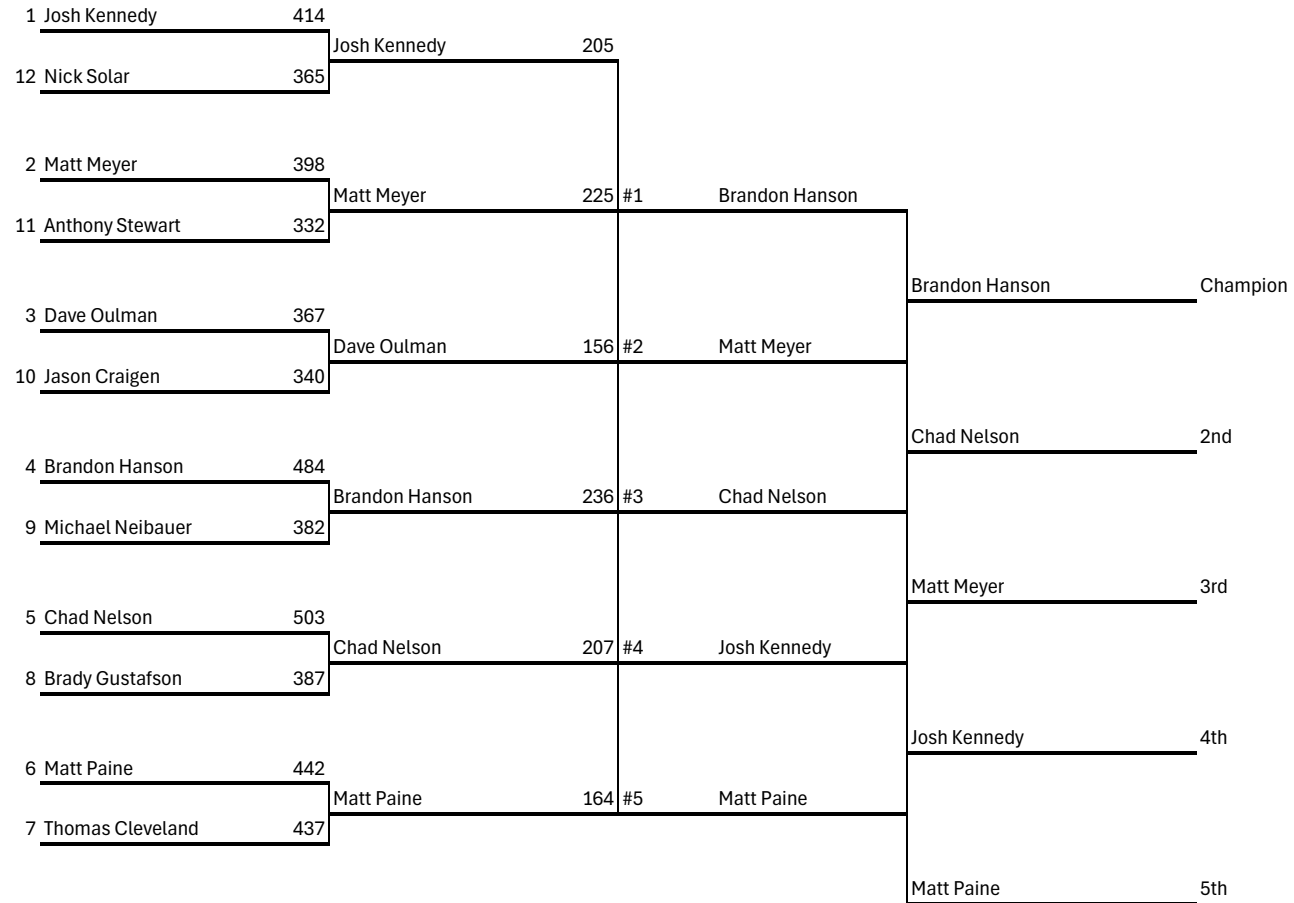 1 Josh Kennedy 414
Josh Kennedy 205
12 Nick Solar 365
2 Matt Meyer 398
Matt Meyer 225 #1 Brandon Hanson
11 Anthony Stewart 332
Brandon Hanson Champion
3 Dave Oulman 367
Dave Oulman 156 #2 Matt Meyer
10 Jason Craigen 340
Chad Nelson 2nd
4 Brandon Hanson 484
Brandon Hanson 236 #3 Chad Nelson
9 Michael Neibauer 382
Matt Meyer 3rd
5 Chad Nelson 503
Chad Nelson 207 #4 Josh Kennedy
8 Brady Gustafson 387
Josh Kennedy 4th
6 Matt Paine 442
Matt Paine 164 #5 Matt Paine
7 Thomas Cleveland 437
Matt Paine 5th